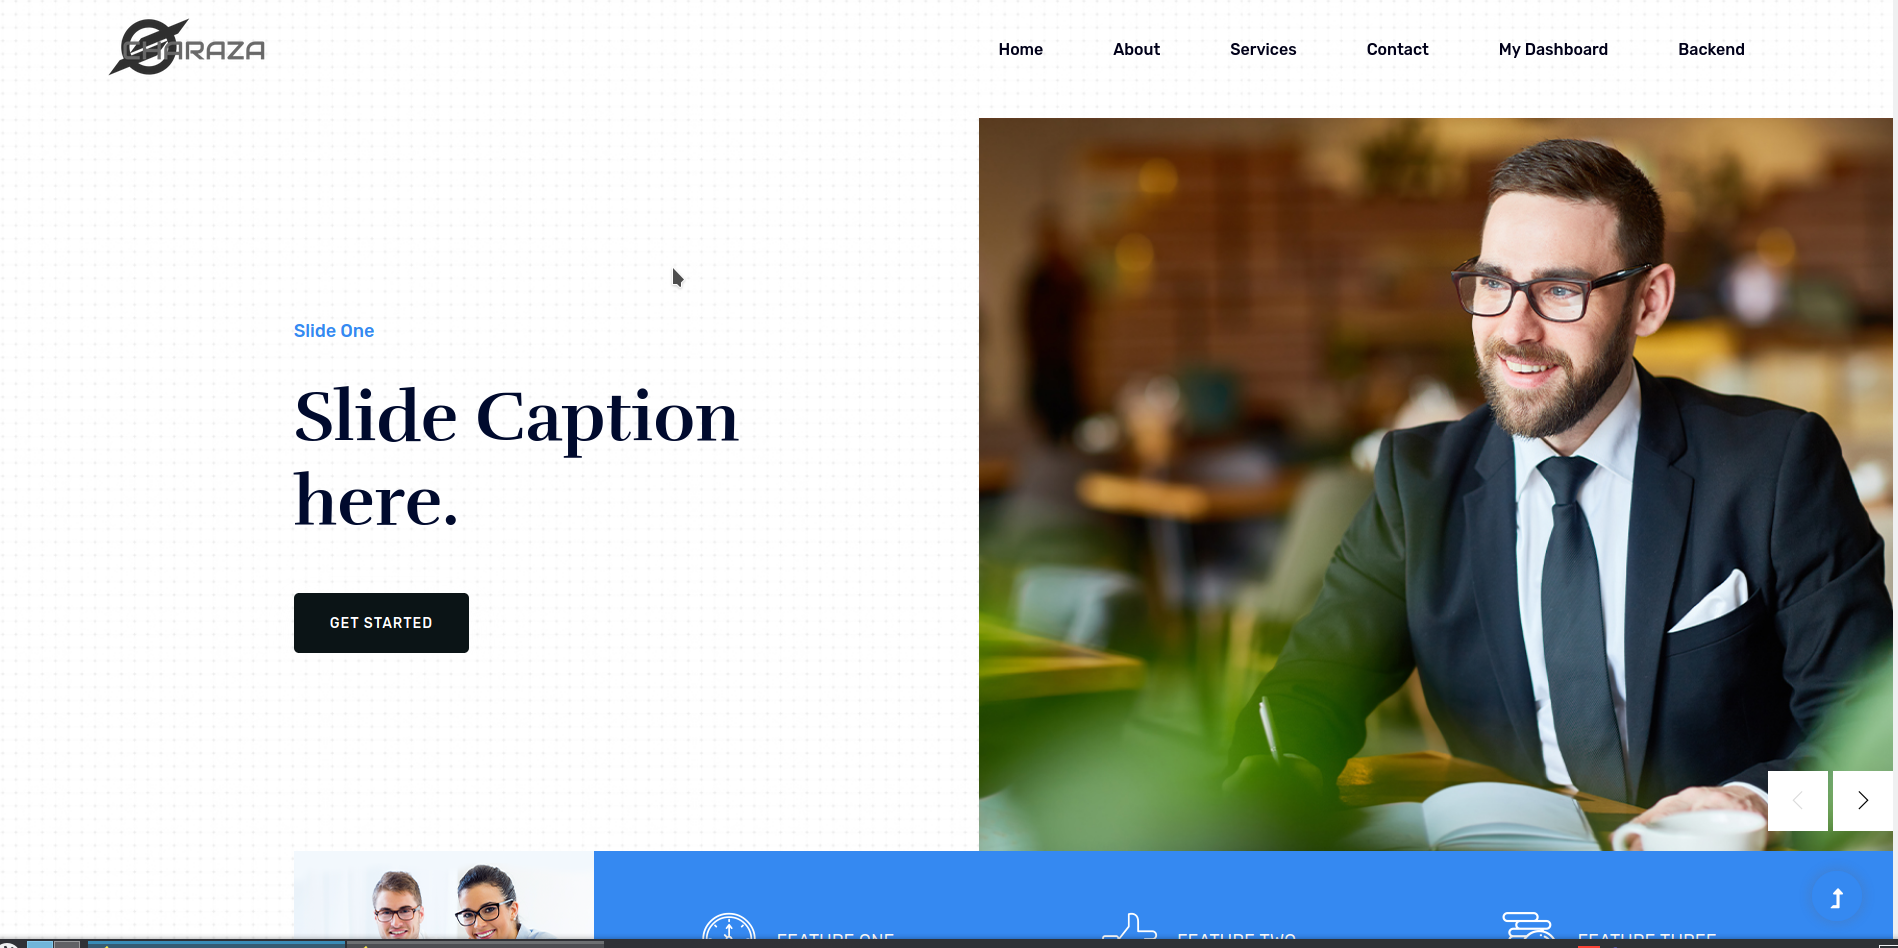 CHARAZA
Home
About
Services
Contact
My Dashboard
Backend
Slide One
Slide Caption
here.
GET STARTED
FEATURE ONE
FEATURE TWO
FEATURE THREE